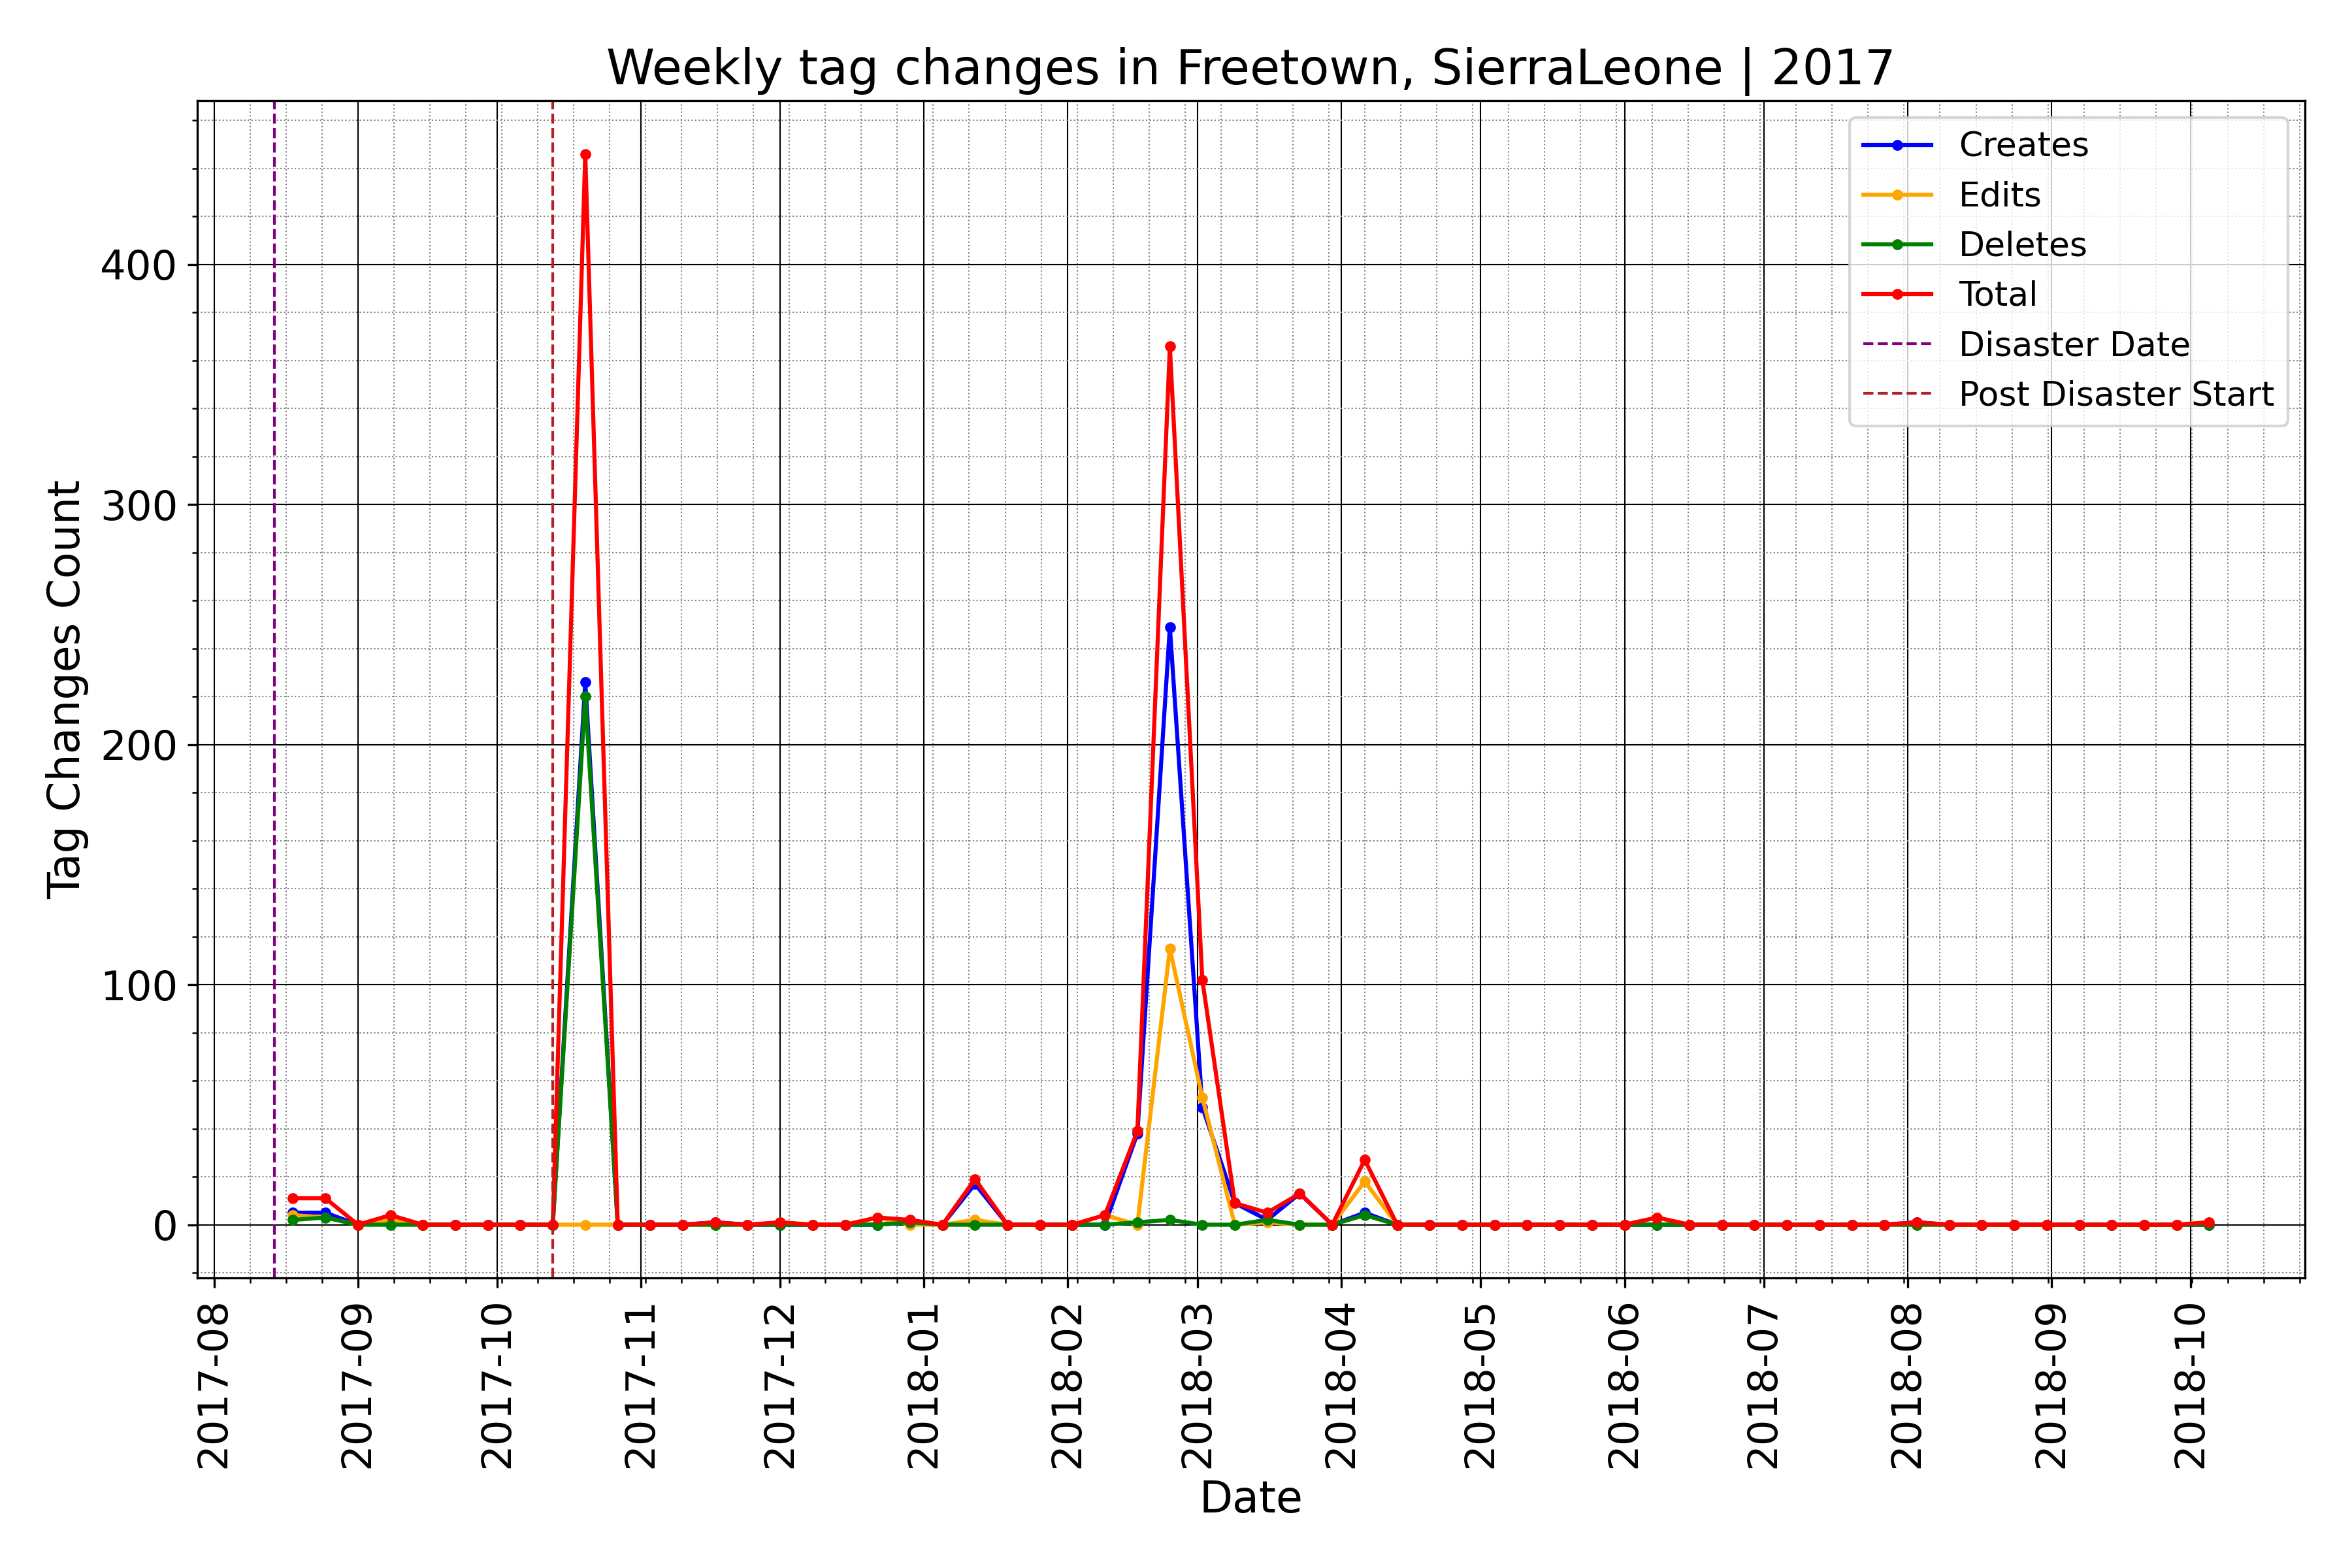 Weekly tag changes in Freetown, SierraLeone | 2017
Creates
Edits
Deletes
Total
Disaster Date
Post Disaster Start
Tag Changes Count
400
300
200
100
0
2017-08
2017-09
2017-10
2017-11
2017-12
2018-01
2018-02
2018-03
2018-04
2018-05
2018-06
2018-07
2018-08
2018-09
2018-10
Date